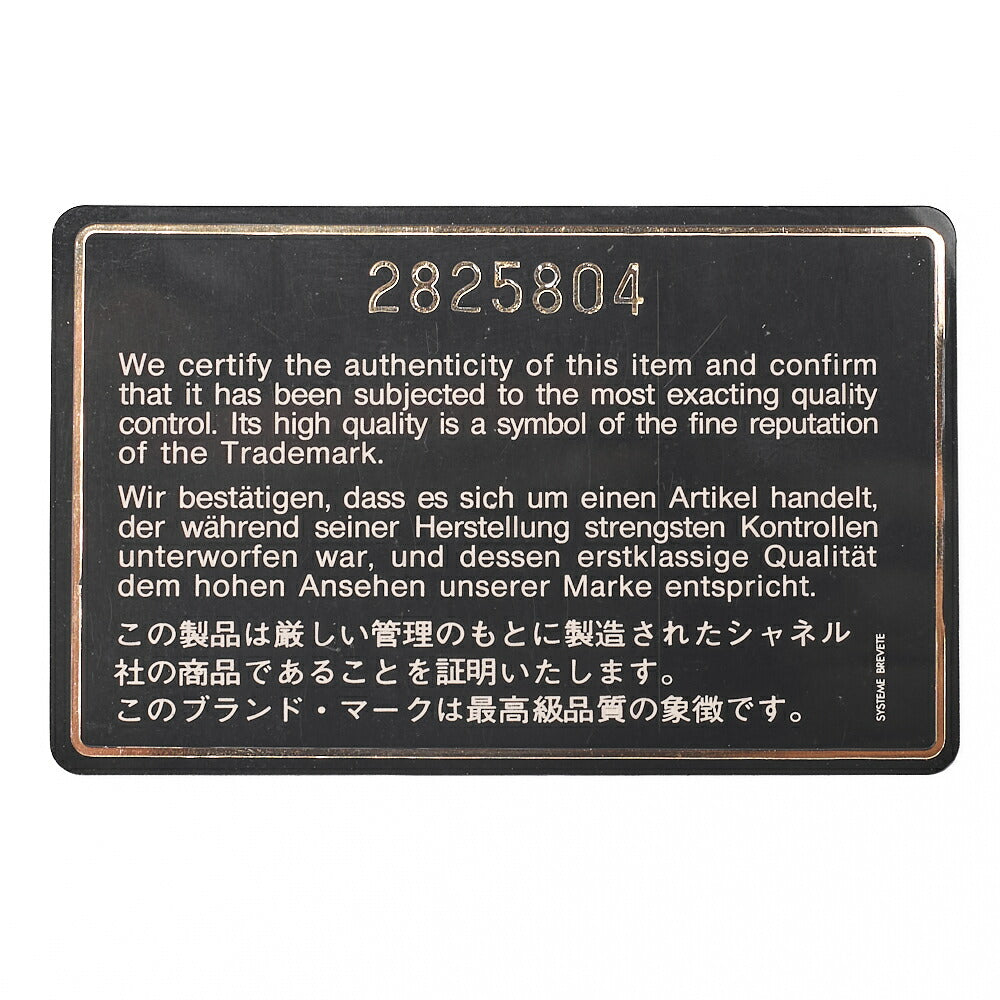 2825804
We certify the authenticity of this item and confirm
that it has been subjected to the most exacting quality
control. Its high quality is a symbol of the fine reputation
of the Trademark.
Wir bestätigen, dass es sich um einen Artikel handelt,
der während seiner Herstellung strengsten Kontrollen
unterworfen war, und dessen erstklassige Qualität
dem hohen Ansehen unserer Marke entspricht.
この製品は厳しい管理のもとに製造されたシャネル
社の商品であることを証明いたします。
このブランド・マークは最高級品質の象徴です。
SYSTEME BREVETE